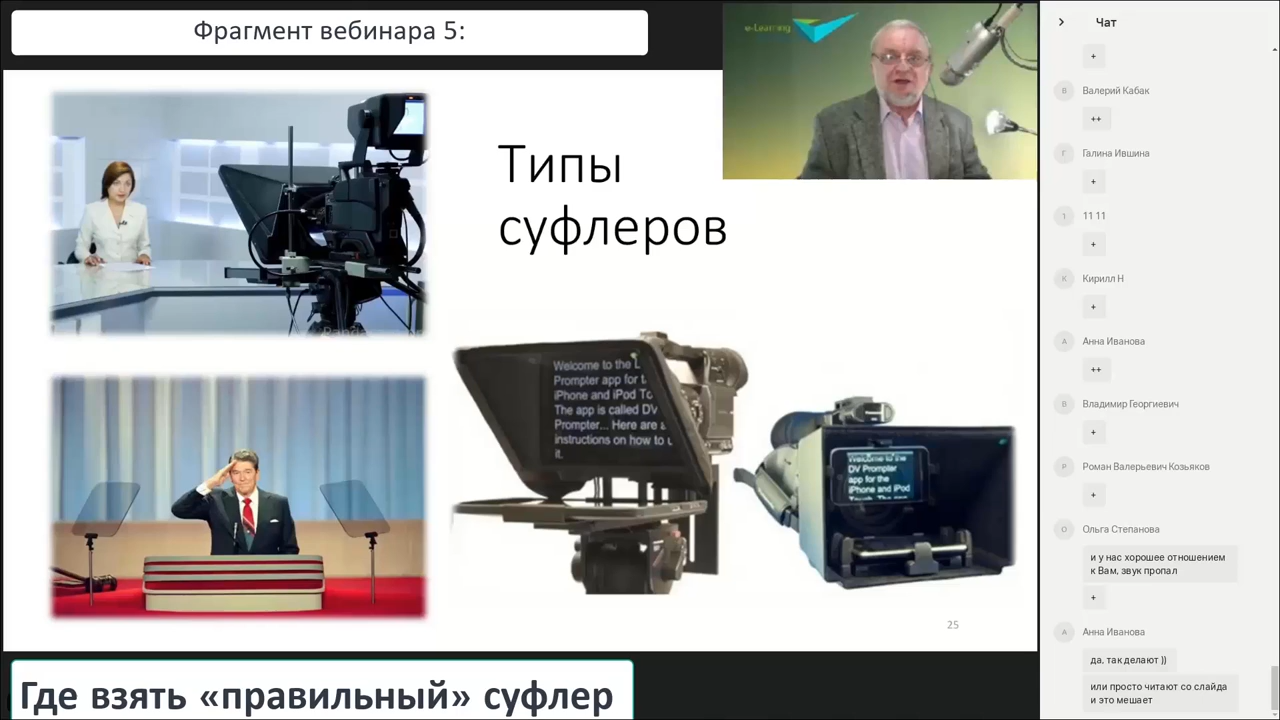 Фрагмент вебинара 5:
e-Learning
Типы
суфлеров
Welcome to the L
Prompter app for t
iPhone and iPod To
The app is called DV
Prompter... Here are a
instructions on how to u
it.
Welcome to the
DV Prompter
app for the
iPhone and iPod
25
Где взять «правильный» суфлер
Чат
+
В
Валерий Кабак
++
Г
Галина Ившина
+
1
11 11
+
К
Кирилл Н
+
А
Анна Иванова
++
В
Владимир Георгиевич
+
Р
Роман Валерьевич Козьяков
+
О
Ольга Степанова
и у нас хорошее отношением
к Вам, звук пропал
+
А
Анна Иванова
да, так делают ))
или просто читают со слайда
и это мешает